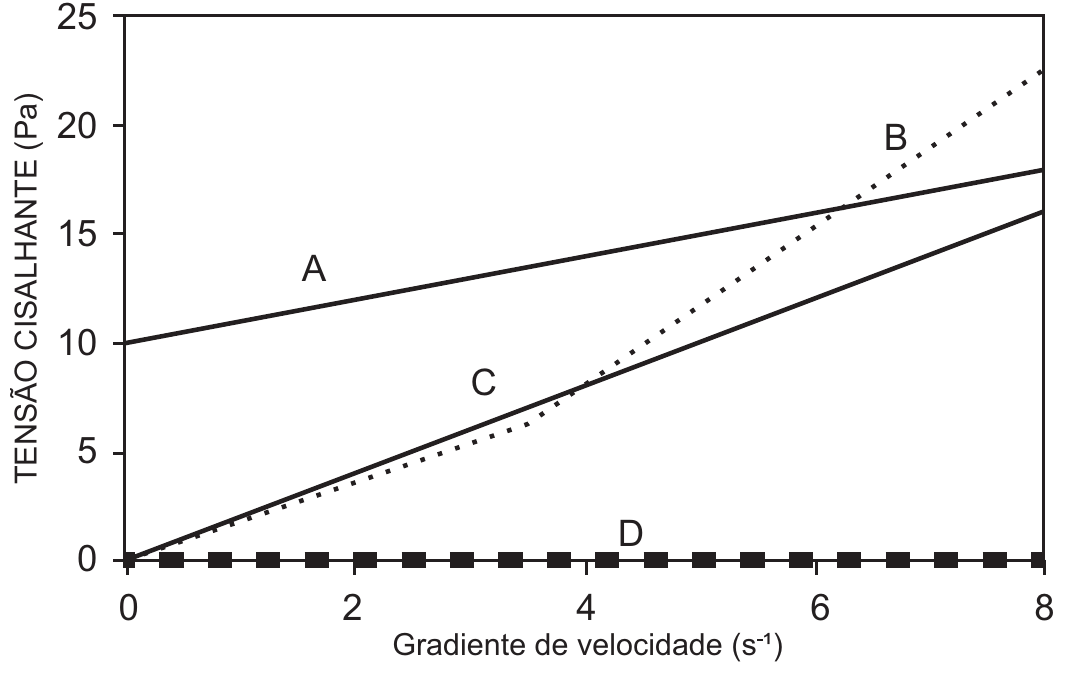 25
20
15
10
5
0
TENSÃO CISALHANTE (Pa)
A
B
C
D
0 2 4 6 8
Gradiente de velocidade (s⁻¹)